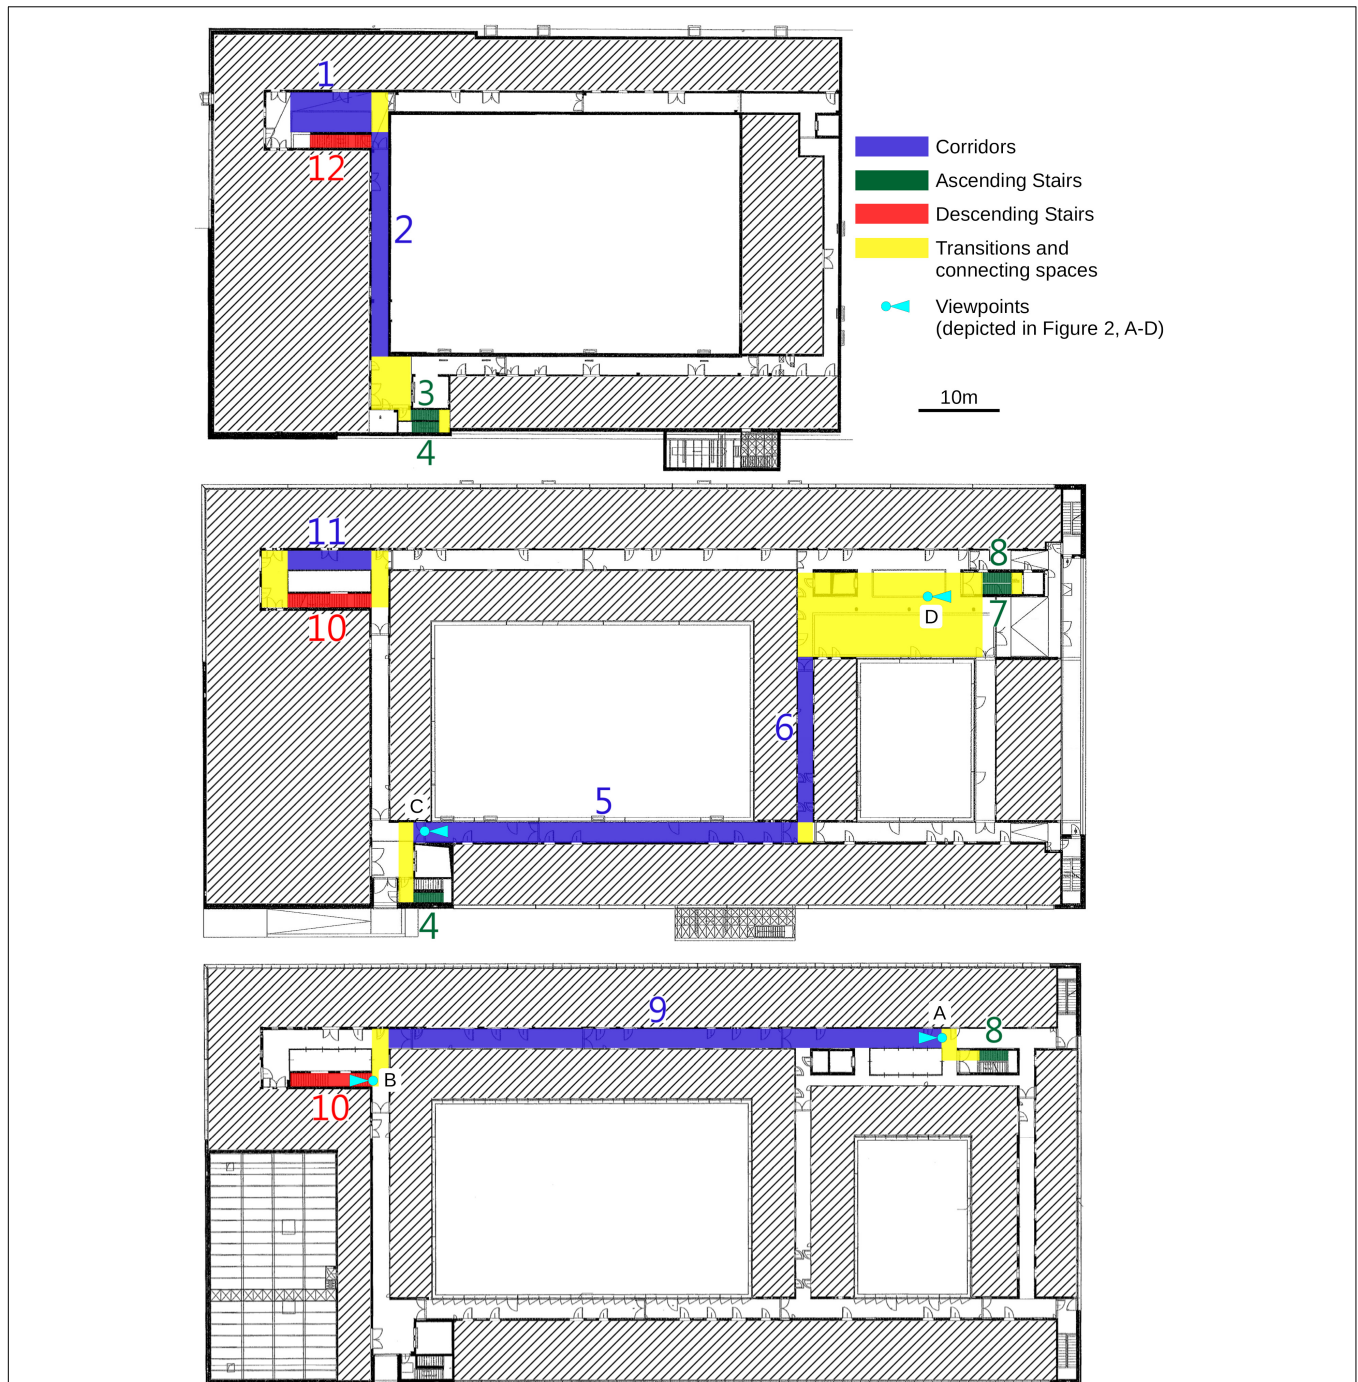 1
12
2
3
4
Corridors
Ascending Stairs
Descending Stairs
Transitions and
connecting spaces
Viewpoints
(depicted in Figure 2, A-D)
10m
11
10
8
7
D
6
5
C
4
9
A
8
B
10